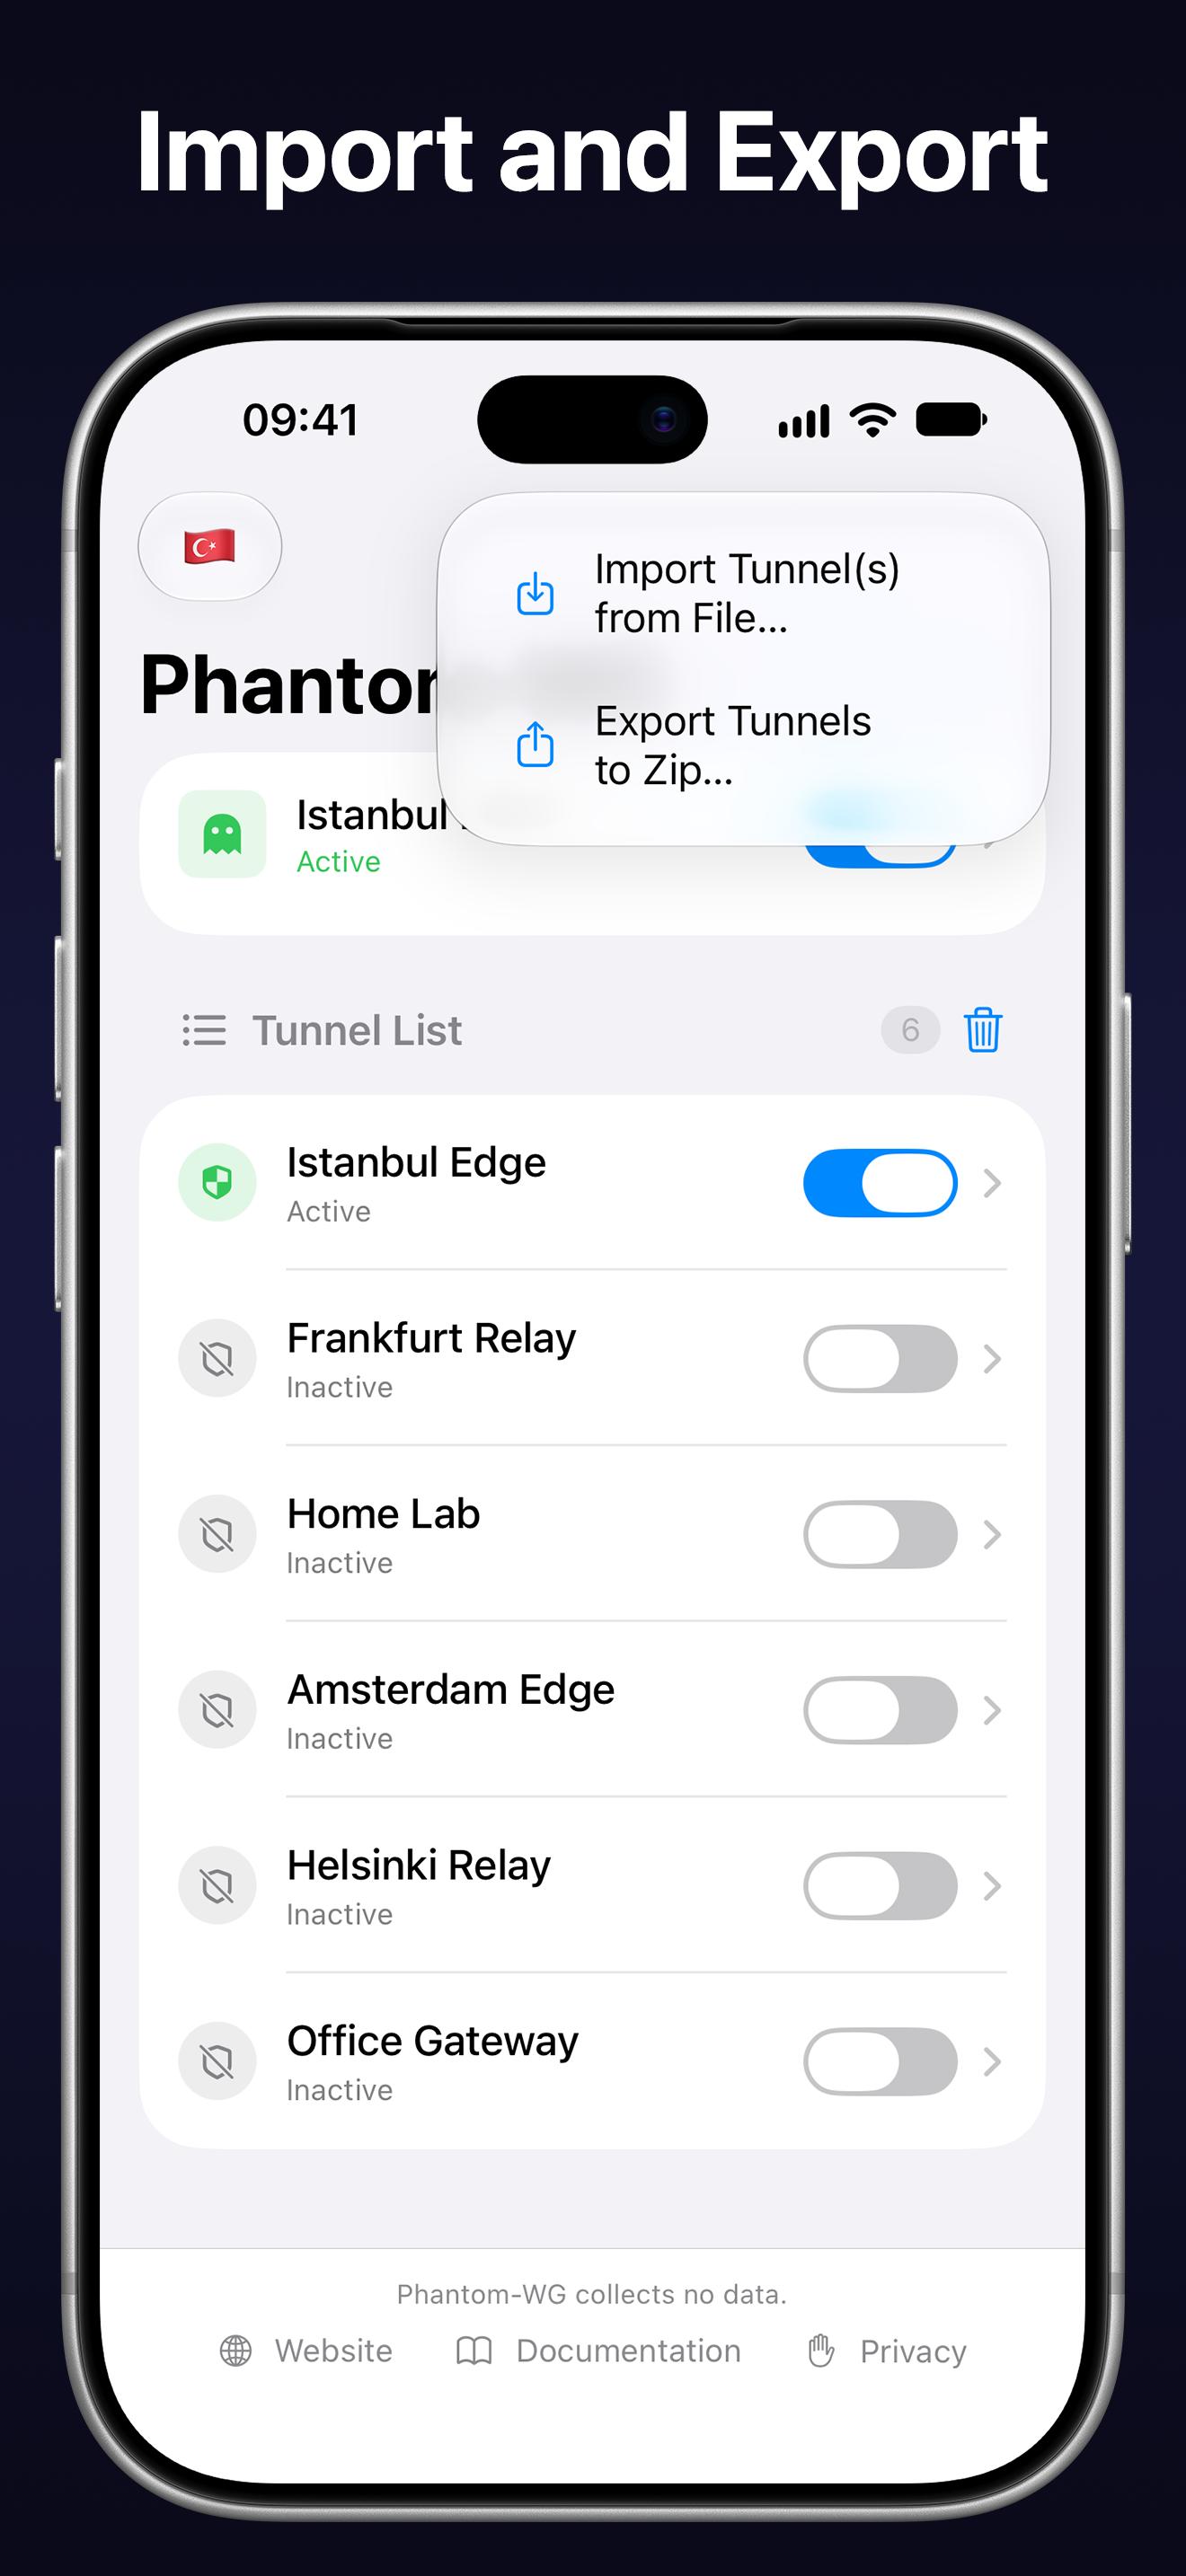 Import and Export
09:41
Import Tunnel(s)
from File...
Export Tunnels
to Zip...
Istanbul
Active
Tunnel List
6
Istanbul Edge
Active
Frankfurt Relay
Inactive
Home Lab
Inactive
Amsterdam Edge
Inactive
Helsinki Relay
Inactive
Office Gateway
Inactive
Phantom-WG collects no data.
Website
Documentation
Privacy